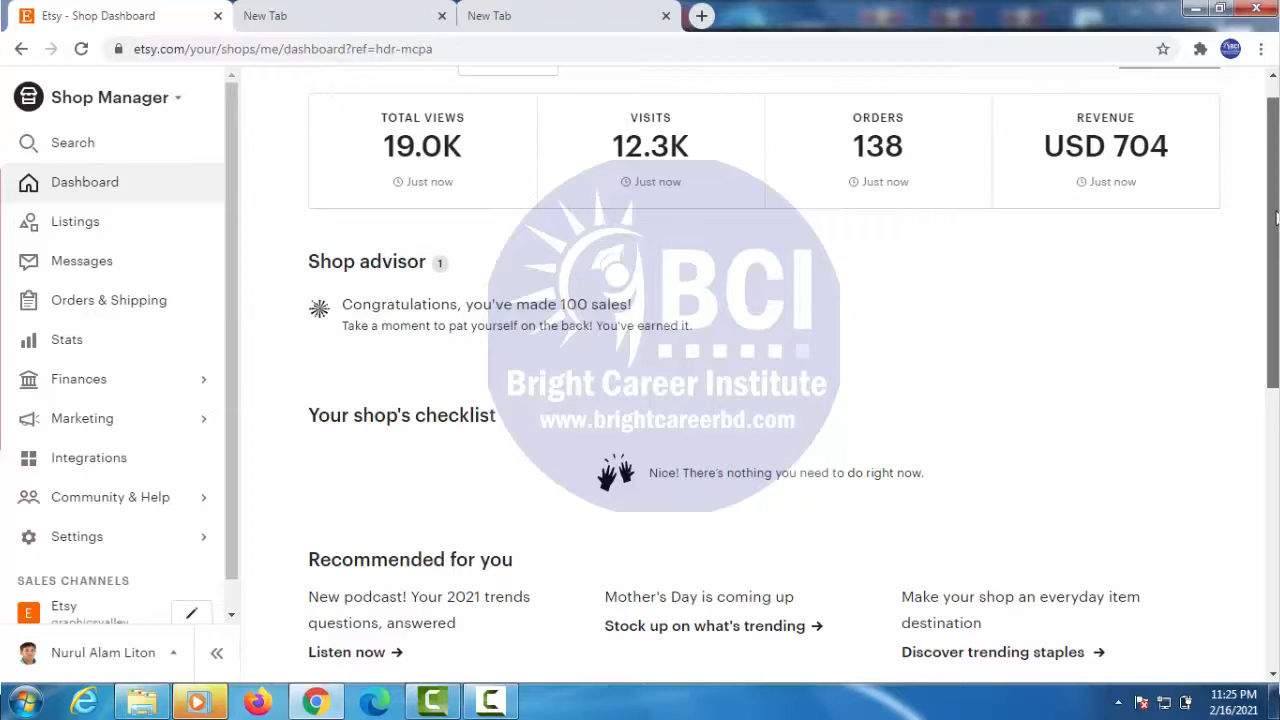 Etsy - Shop Dashboard
New Tab
New Tab
etsy.com/your/shops/me/dashboard?ref=hdr-mcpa
Shop Manager
Search
Dashboard
Listings
Messages
Orders & Shipping
Stats
Finances
Marketing
Integrations
Community & Help
Settings
SALES CHANNELS
E Etsy
graphicsvalley
Nurul Alam Liton
TOTAL VIEWS
19.0K
Just now
VISITS
12.3K
Just now
ORDERS
138
Just now
REVENUE
USD 704
Just now
Shop advisor 1
Congratulations, you've made 100 sales!
Take a moment to pat yourself on the back! You've earned it.
BCI
Bright Career Institute
www.brightcareerbd.com
Your shop's checklist
Nice! There's nothing you need to do right now.
Recommended for you
New podcast! Your 2021 trends
questions, answered
Listen now
Mother's Day is coming up
Stock up on what's trending
Make your shop an everyday item
destination
Discover trending staples
11:25 PM
2/16/2021